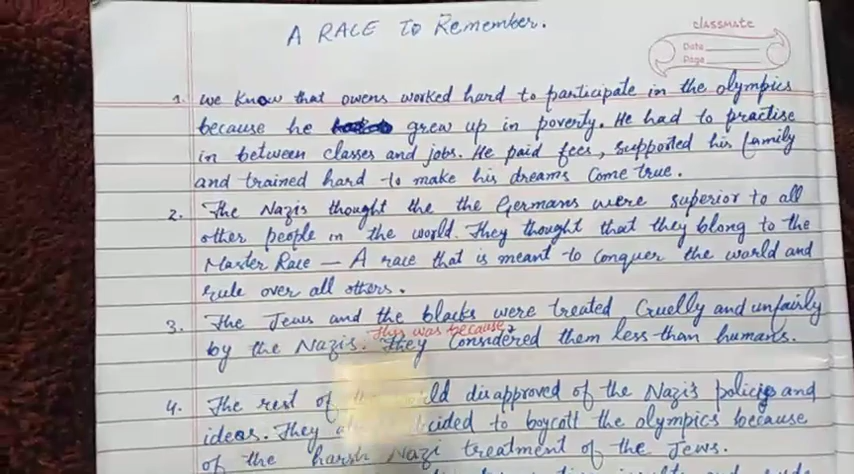 A RACE To Remember.
classmate
Date
Page
1. We know that owens worked hard to participate in the olympics
because he grew up in poverty. He had to practise
in between classes and jobs. He paid fees, supported his family
and trained hard to make his dreams come true.
2. The Nazis thought the the Germans were superior to all
other people in the world. They thought that they blong to the
Master Race – A race that is meant to conquer the world and
rule over all others.
3. The Jews and the blacks were treated Cruelly and unfairly
This was because
by the Nazis. They Considered them less than humans.
4. The rest of disapproved of the Nazi's policies and
ideas. They to boycott the olympics because
of the harsh Nazi treatment of the Jews.